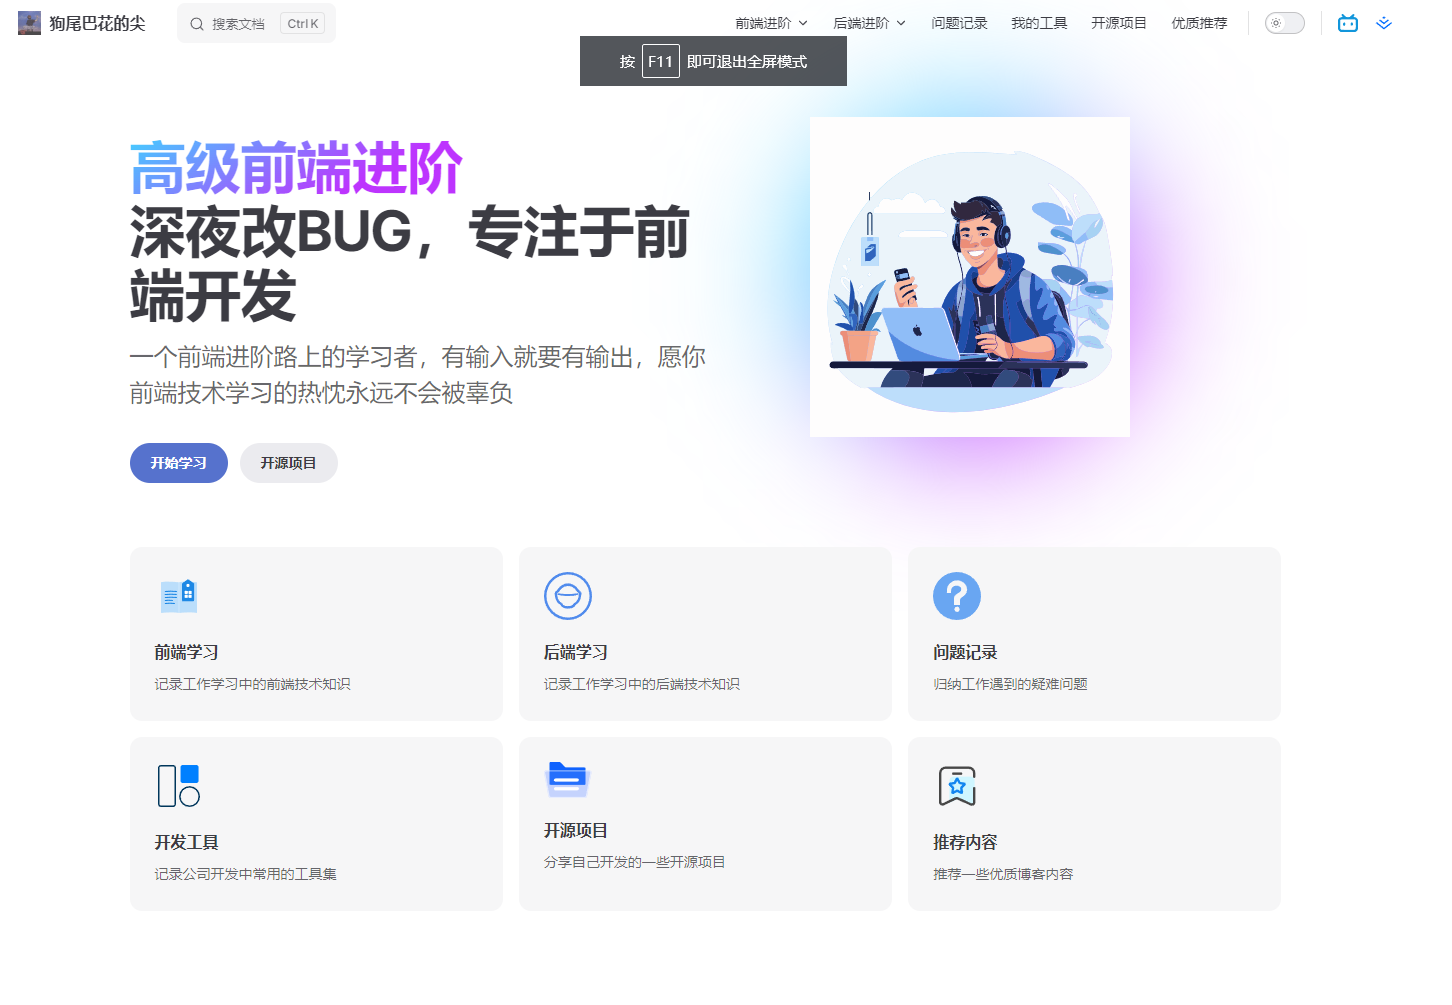 狗尾巴花的尖
搜索文档 Ctrl K
前端进阶 后端进阶 问题记录 我的工具 开源项目 优质推荐
按 F11 即可退出全屏模式
高级前端进阶
深夜改BUG，专注于前
端开发
一个前端进阶路上的学习者，有输入就要有输出，愿你
前端技术学习的热忱永远不会被辜负
开始学习 开源项目
前端学习
记录工作学习中的前端技术知识
后端学习
记录工作学习中的后端技术知识
问题记录
归纳工作遇到的疑难问题
开发工具
记录公司开发中常用的工具集
开源项目
分享自己开发的一些开源项目
推荐内容
推荐一些优质博客内容